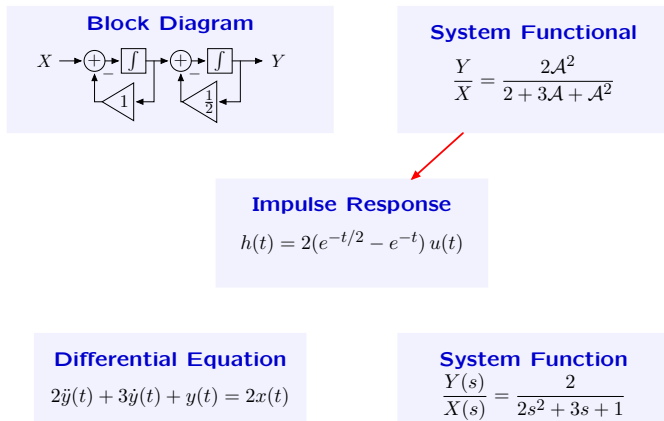 Block Diagram
X + − ∫ + − ∫ Y
1 1/2
System Functional
Y/X = 2𝒜²/(2 + 3𝒜 + 𝒜²)
Impulse Response
h(t) = 2(e^{−t/2} − e^{−t}) u(t)
Differential Equation
2ÿ(t) + 3ẏ(t) + y(t) = 2x(t)
System Function
Y(s)/X(s) = 2/(2s² + 3s + 1)